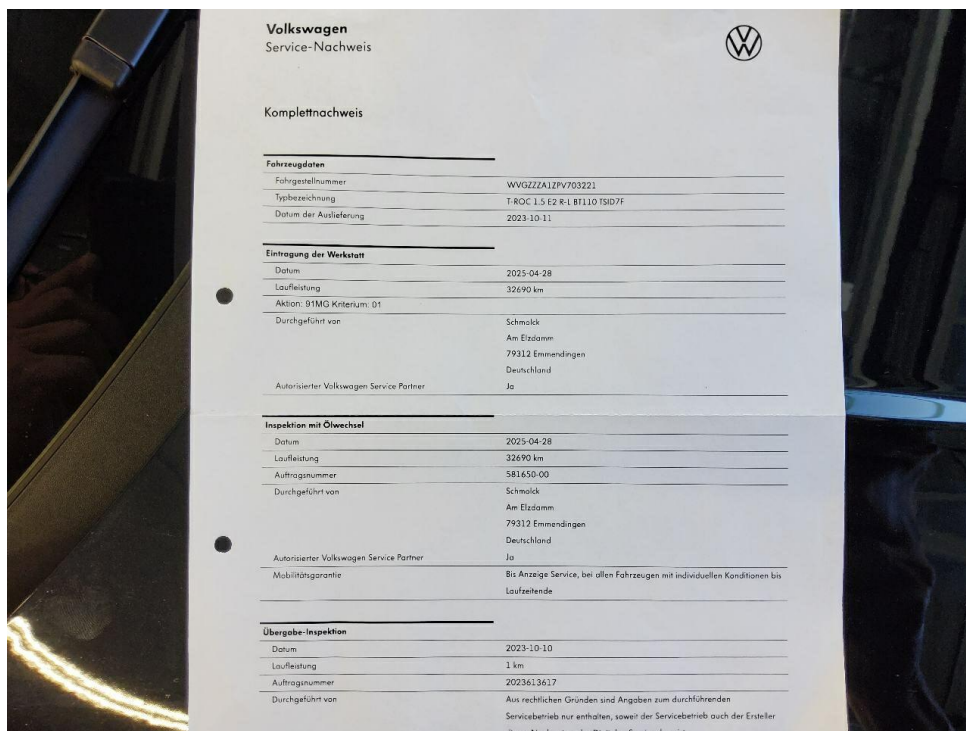 Volkswagen
Service-Nachweis
Komplettnachweis
Fahrzeugdaten
Fahrgestellnummer WVGZZZA1ZPV703221
Typbezeichnung T-ROC 1.5 E2 R-L BT110 TSID7F
Datum der Auslieferung 2023-10-11
Eintragung der Werkstatt
Datum 2025-04-28
Laufleistung 32690 km
Aktion: 91MG Kriterium: 01
Durchgeführt von Schmolck
Am Elzdamm
79312 Emmendingen
Deutschland
Autorisierter Volkswagen Service Partner Ja
Inspektion mit Ölwechsel
Datum 2025-04-28
Laufleistung 32690 km
Auftragsnummer 581650-00
Durchgeführt von Schmolck
Am Elzdamm
79312 Emmendingen
Deutschland
Autorisierter Volkswagen Service Partner Ja
Mobilitätsgarantie Bis Anzeige Service, bei allen Fahrzeugen mit individuellen Konditionen bis
Laufzeitende
Übergabe-Inspektion
Datum 2023-10-10
Laufleistung 1 km
Auftragsnummer 2023613617
Durchgeführt von Aus rechtlichen Gründen sind Angaben zum durchführenden
Servicebetrieb nur enthalten, soweit der Servicebetrieb auch der Ersteller